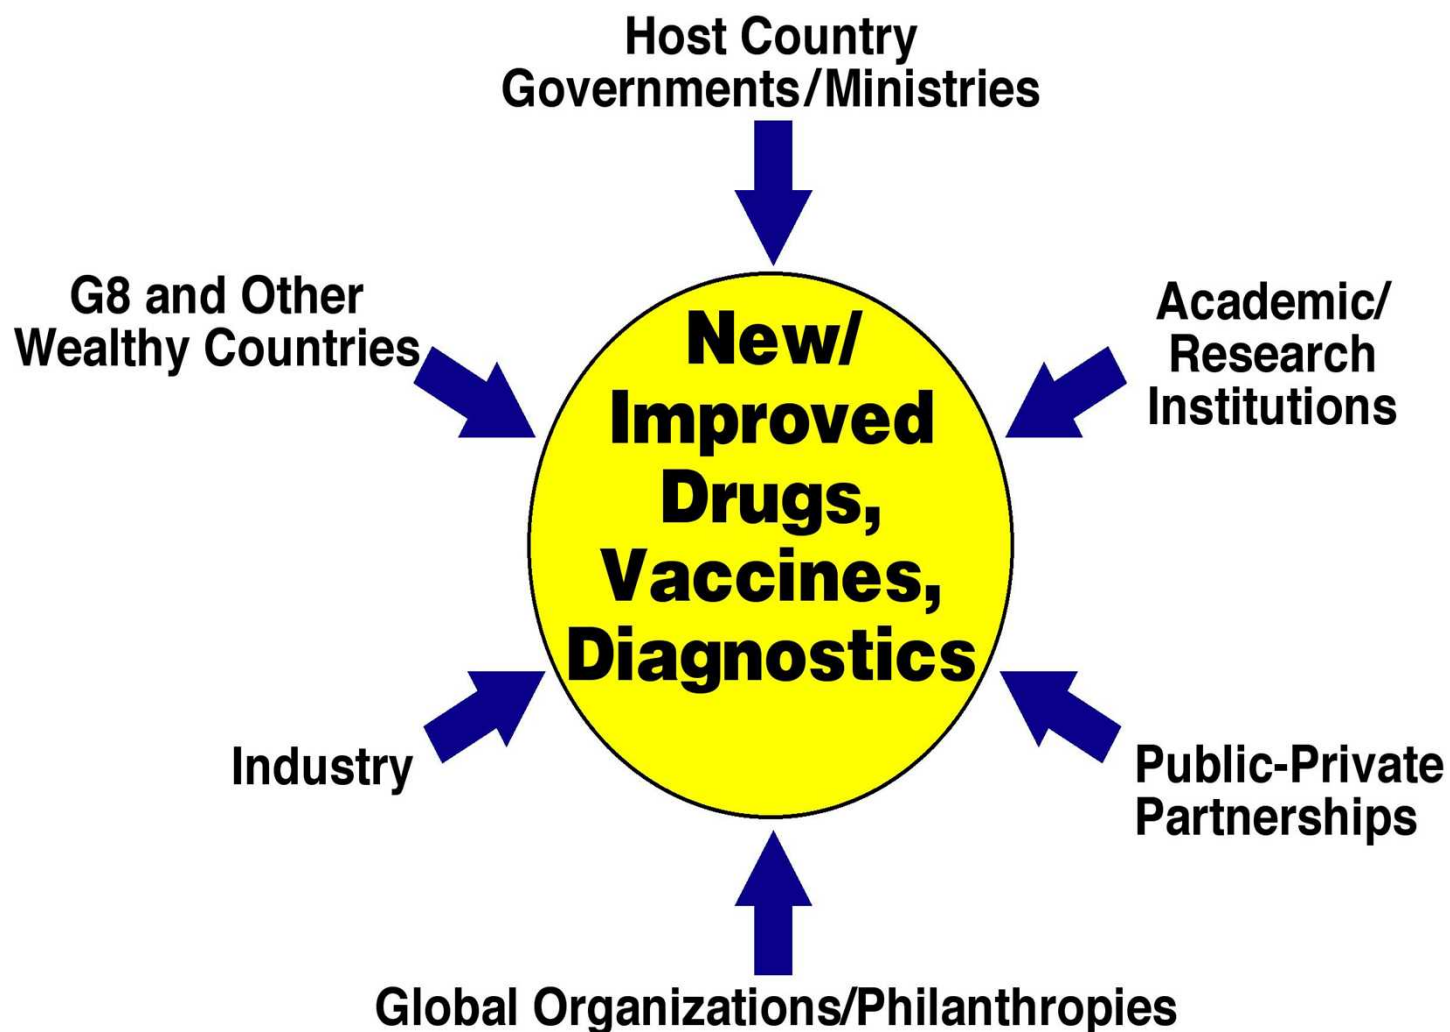 Host Country
Governments/Ministries
G8 and Other
Wealthy Countries
Academic/
Research
Institutions
New/
Improved
Drugs,
Vaccines,
Diagnostics
Industry
Public-Private
Partnerships
Global Organizations/Philanthropies